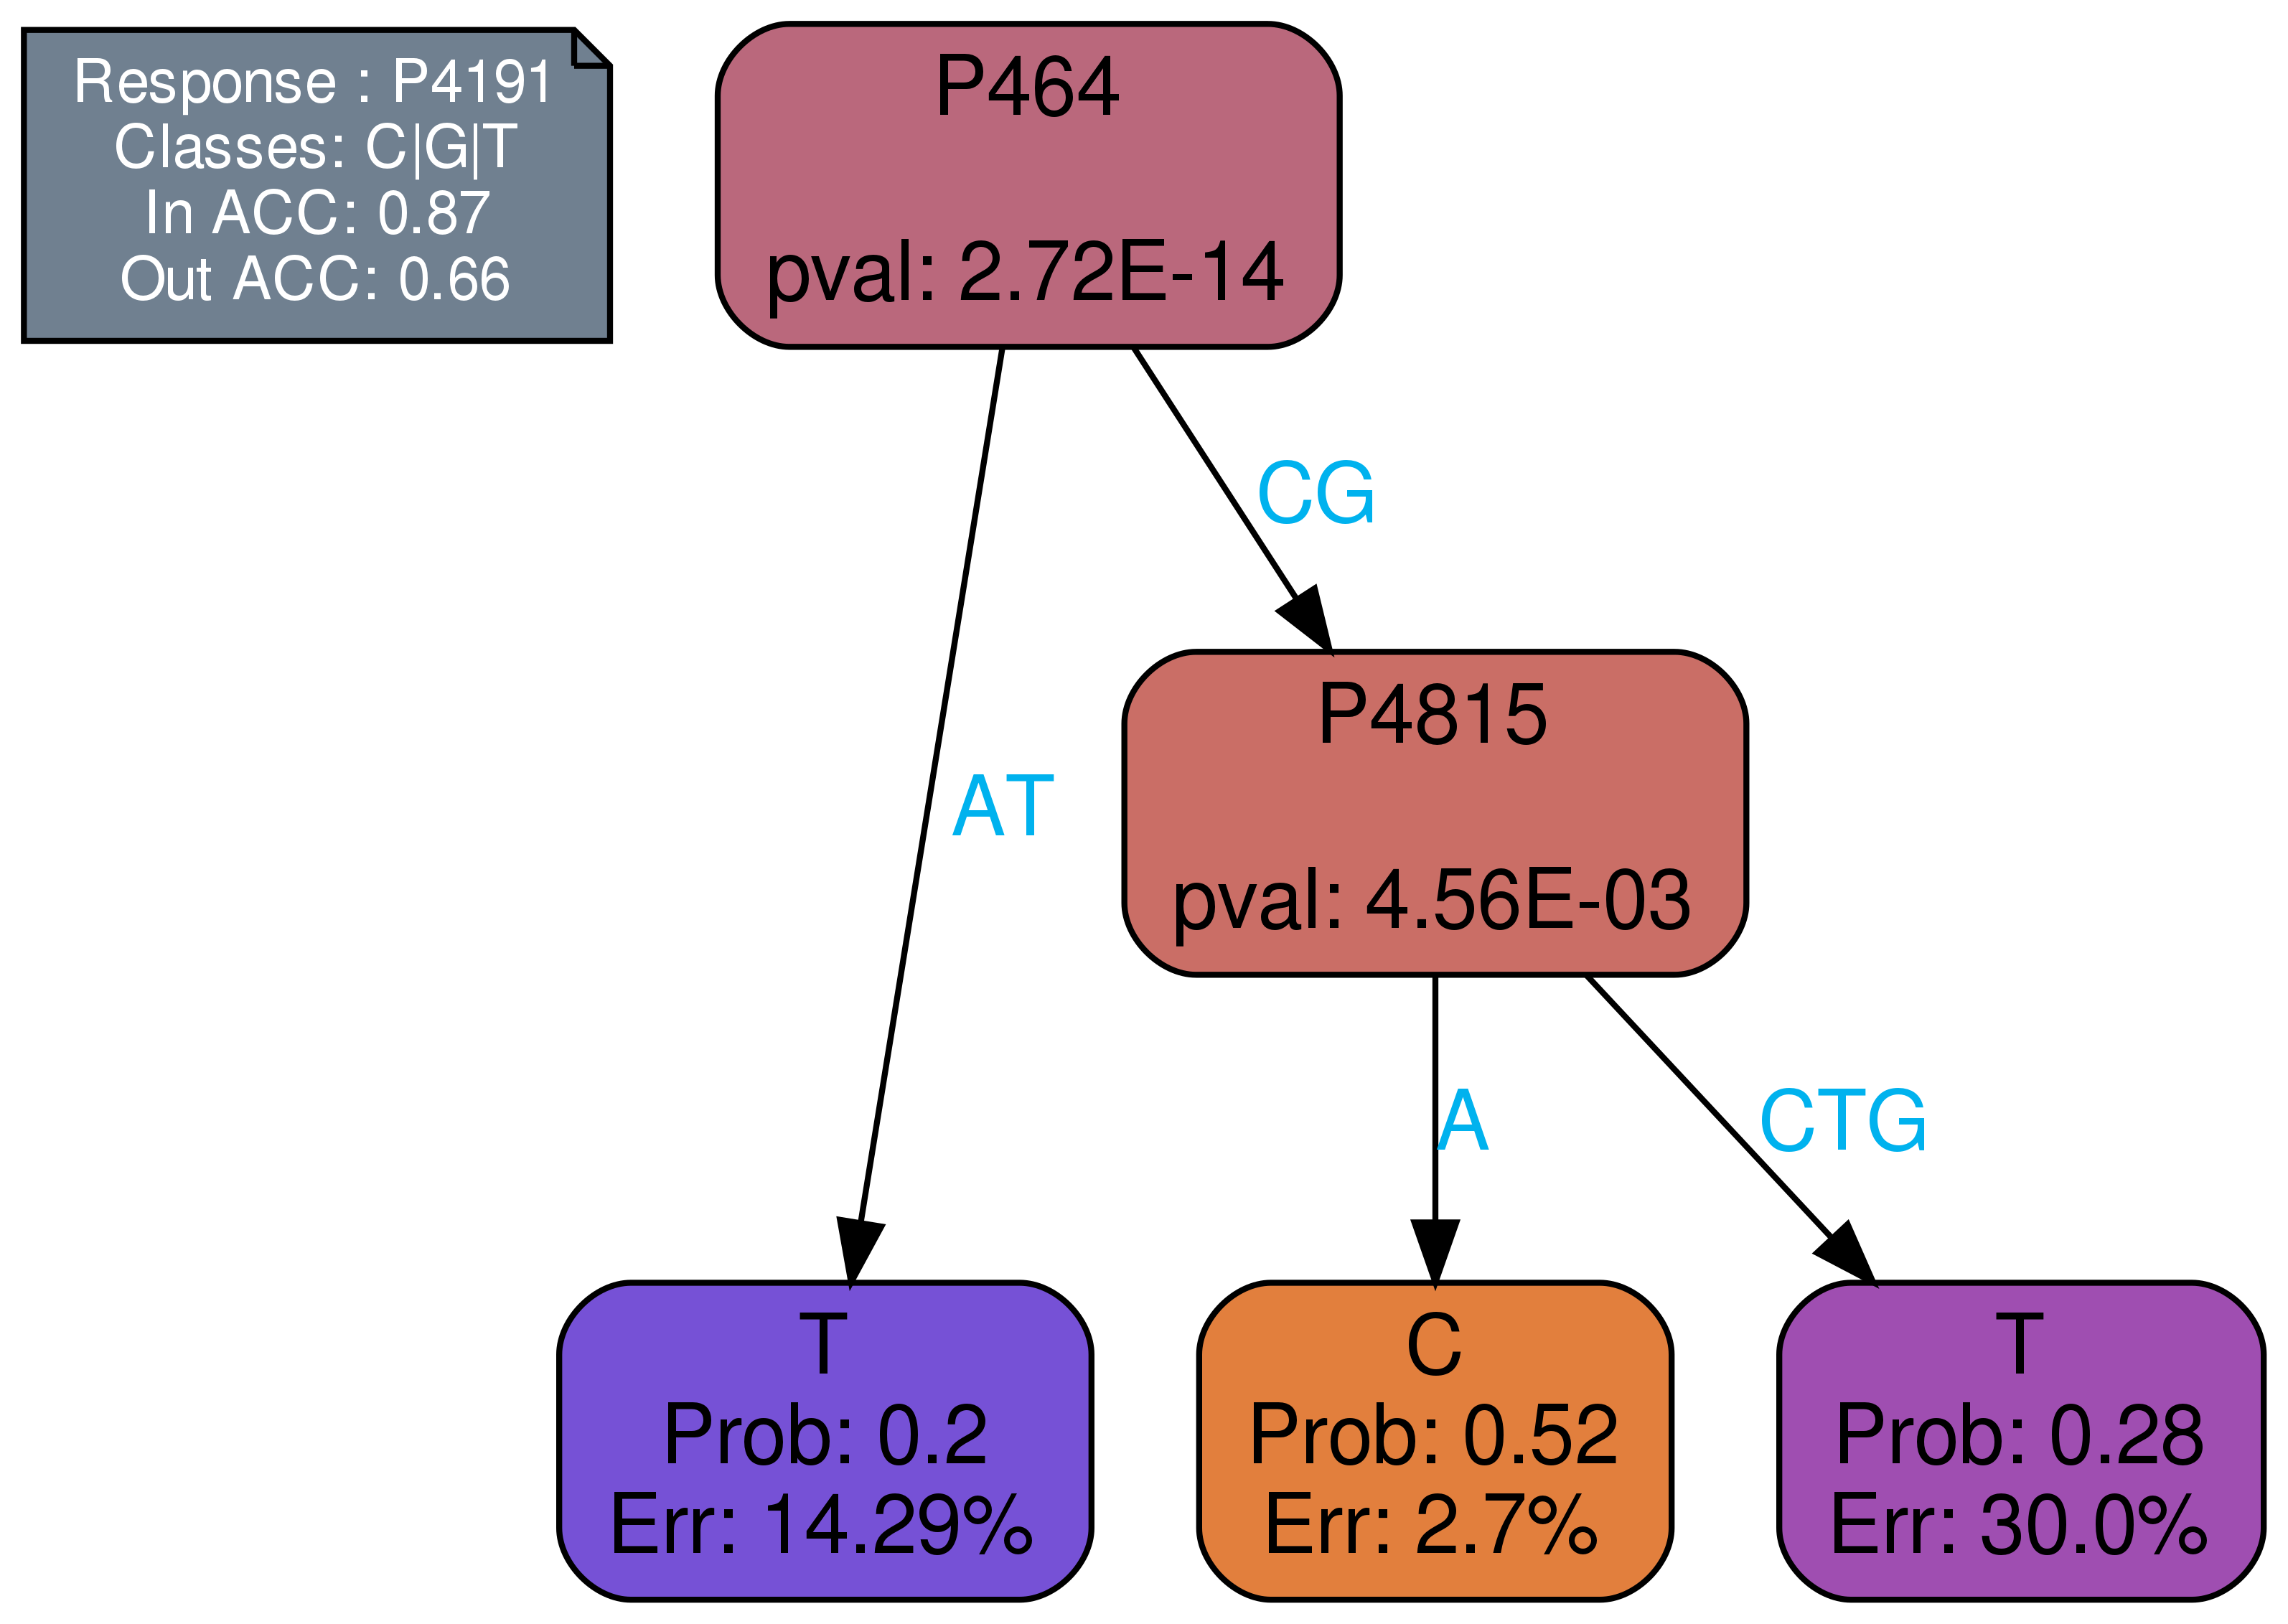 Response : P4191
Classes: C|G|T
In ACC: 0.87
Out ACC: 0.66
P464
pval: 2.72E-14
CG
P4815
pval: 4.56E-03
AT
A
CTG
T
Prob: 0.2
Err: 14.29%
C
Prob: 0.52
Err: 2.7%
T
Prob: 0.28
Err: 30.0%